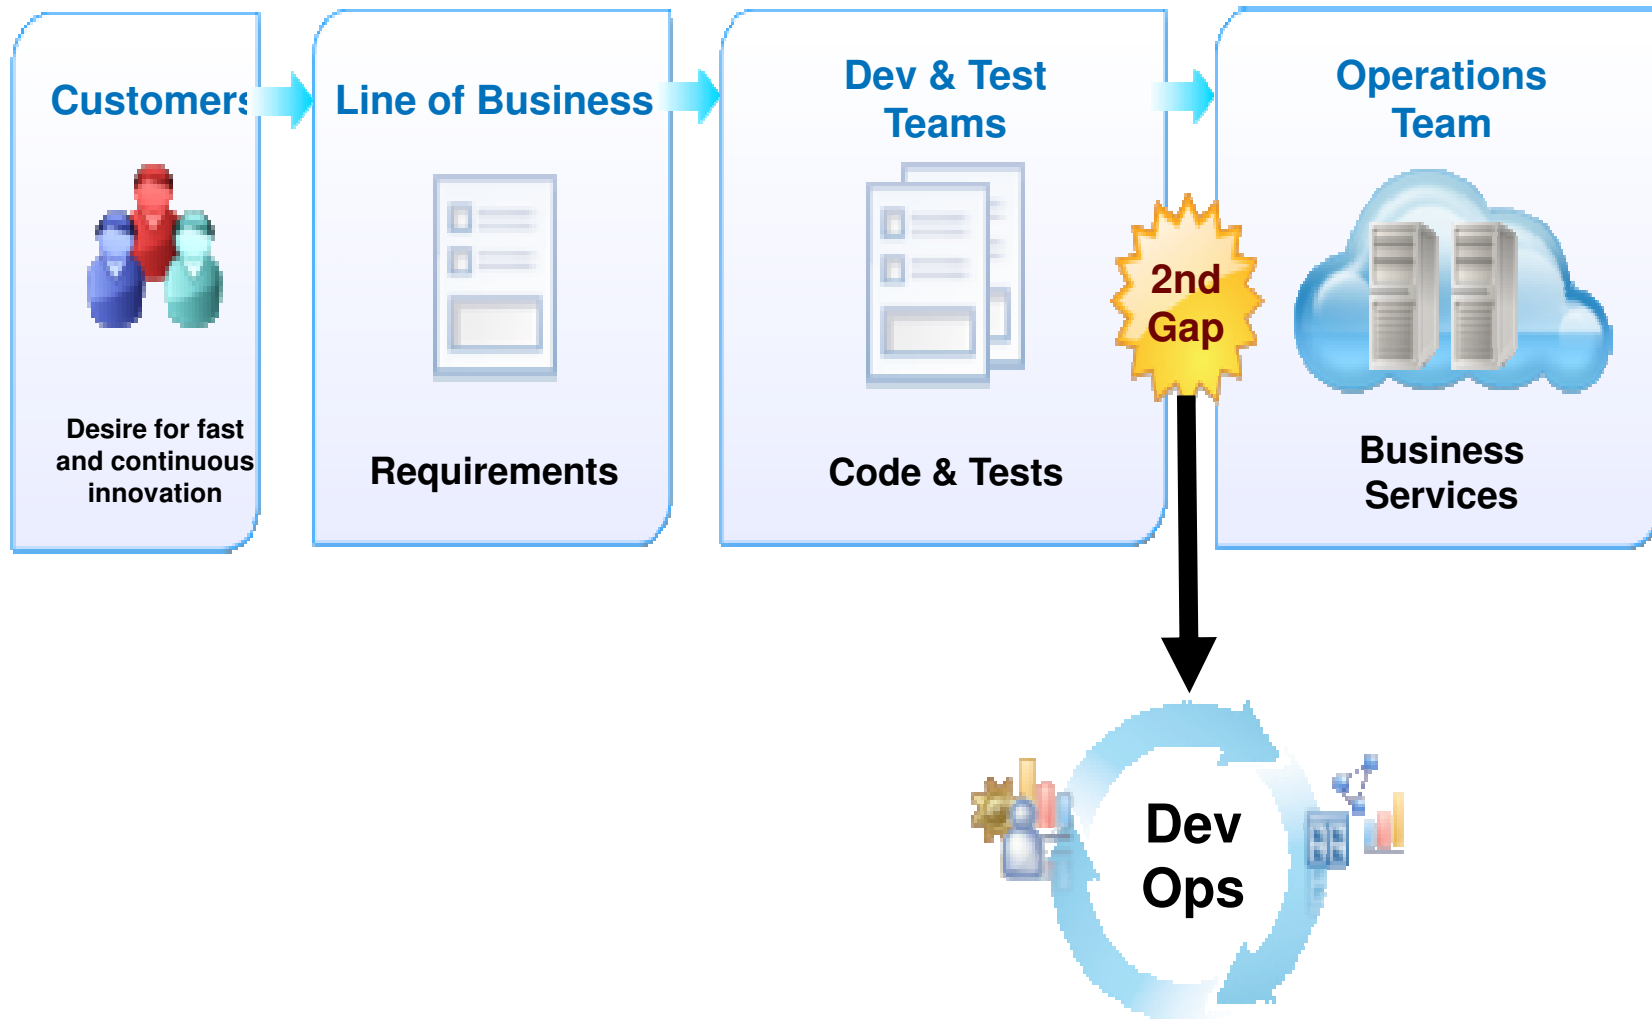 Customers
Line of Business
Dev & Test
Teams
Operations
Team
2nd
Gap
Desire for fast
and continuous
innovation
Requirements
Code & Tests
Business
Services
Dev
Ops